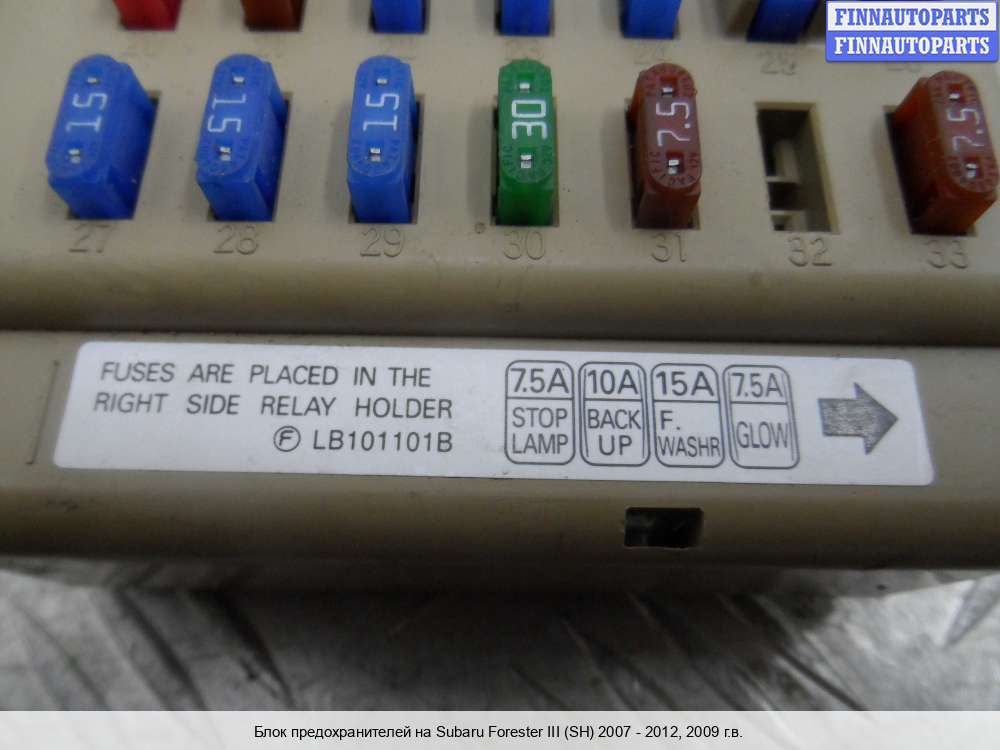 FINNAUTOPARTS
FINNAUTOPARTS
15
15
15
30
7.5
7.5
27
28
29
30
31
32
33
FUSES ARE PLACED IN THE
RIGHT SIDE RELAY HOLDER
Ⓕ LB101101B
7.5A
STOP
LAMP
10A
BACK
UP
15A
F.
WASHR
7.5A
GLOW
Блок предохранителей на Subaru Forester III (SH) 2007 - 2012, 2009 г.в.